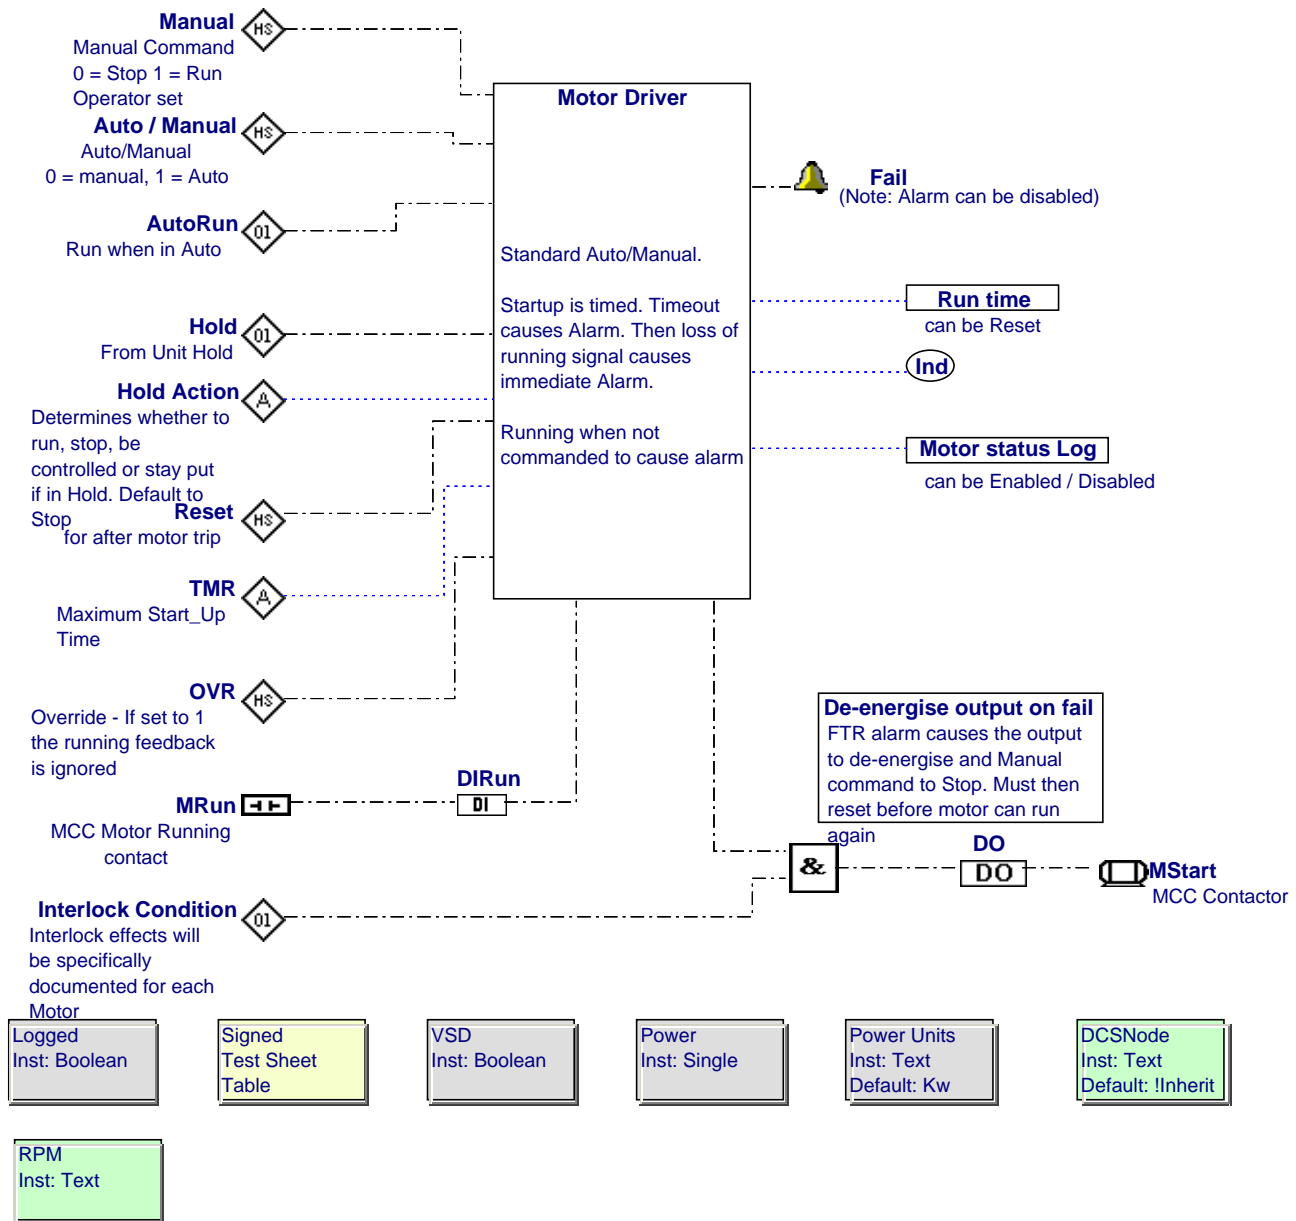 Manual
HS
Manual Command
0 = Stop 1 = Run
Operator set
Auto / Manual
HS
Auto/Manual
0 = manual, 1 = Auto
AutoRun
01
Run when in Auto
Hold
01
From Unit Hold
Hold Action
A
Determines whether to
run, stop, be
controlled or stay put
if in Hold. Default to
Stop
Reset
HS
for after motor trip
TMR
A
Maximum Start_Up
Time
OVR
HS
Override - If set to 1
the running feedback
is ignored
MRun
MCC Motor Running
contact
DIRun
DI
Interlock Condition
01
Interlock effects will
be specifically
documented for each
Motor
Motor Driver
Standard Auto/Manual.
Startup is timed. Timeout
causes Alarm. Then loss of
running signal causes
immediate Alarm.
Running when not
commanded to cause alarm
Fail
(Note: Alarm can be disabled)
Run time
can be Reset
Ind
Motor status Log
can be Enabled / Disabled
De-energise output on fail
FTR alarm causes the output
to de-energise and Manual
command to Stop. Must then
reset before motor can run
again
&
DO
DO
MStart
MCC Contactor
Logged
Inst: Boolean
Signed
Test Sheet
Table
VSD
Inst: Boolean
Power
Inst: Single
Power Units
Inst: Text
Default: Kw
DCSNode
Inst: Text
Default: !Inherit
RPM
Inst: Text